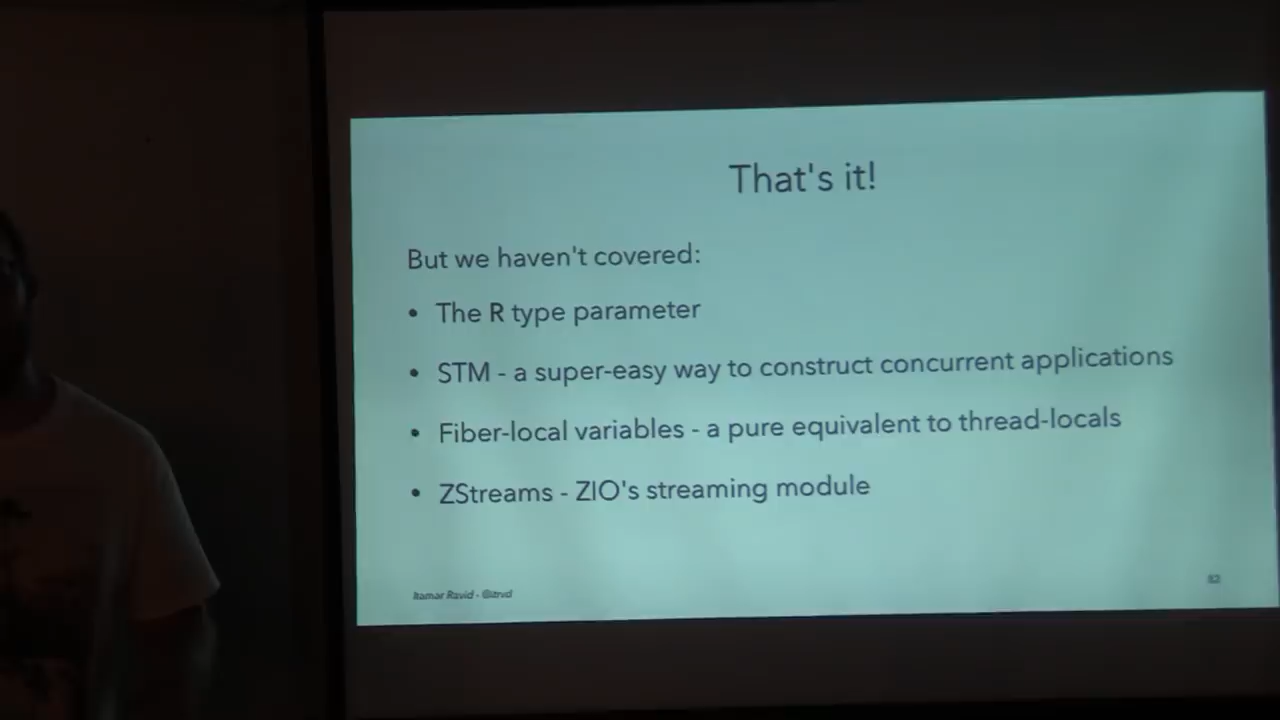 That's it!
But we haven't covered:
• The R type parameter
• STM - a super-easy way to construct concurrent applications
• Fiber-local variables - a pure equivalent to thread-locals
• ZStreams - ZIO's streaming module
Itamar Ravid - @itrvd